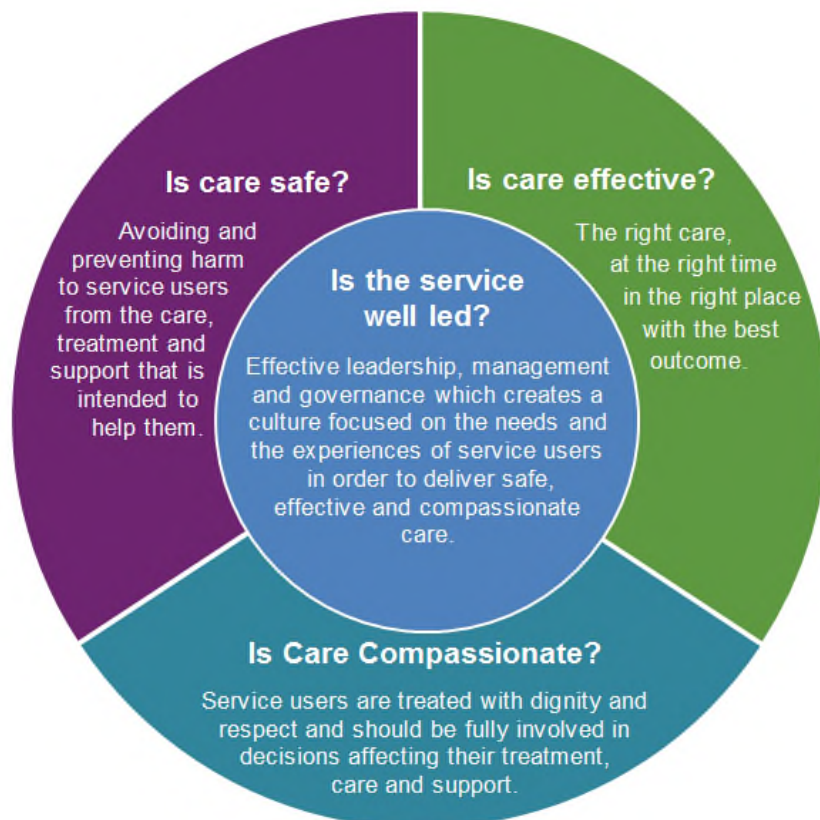 Is care safe?
Avoiding and
preventing harm
to service users
from the care,
treatment and
support that is
intended to
help them.
Is care effective?
The right care,
at the right time
in the right place
with the best
outcome.
Is the service
well led?
Effective leadership, management
and governance which creates a
culture focused on the needs and
the experiences of service users
in order to deliver safe,
effective and compassionate
care.
Is Care Compassionate?
Service users are treated with dignity and
respect and should be fully involved in
decisions affecting their treatment,
care and support.